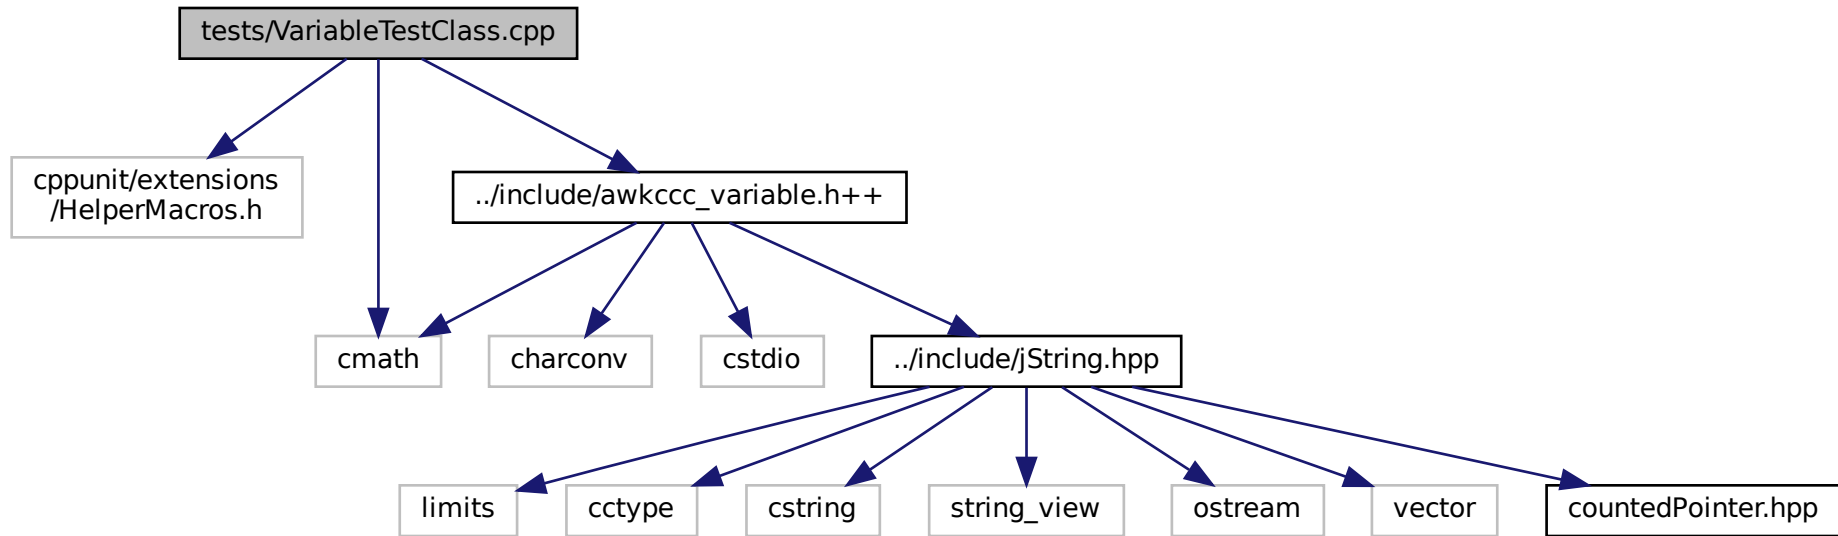 tests/VariableTestClass.cpp
cppunit/extensions
/HelperMacros.h
../include/awkccc_variable.h++
cmath
charconv
cstdio
../include/jString.hpp
limits
cctype
cstring
string_view
ostream
vector
countedPointer.hpp